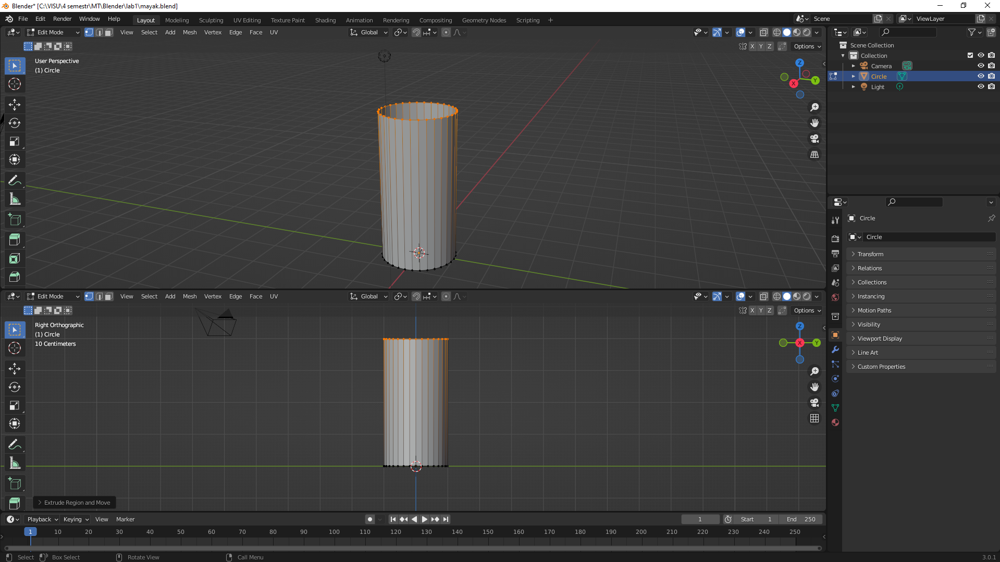 Blender* [C:\VISU\4 semestr\MT\Blender\lab1\mayak.blend]
File Edit Render Window Help Layout Modeling Sculpting UV Editing Texture Paint Shading Animation Rendering Compositing Geometry Nodes Scripting + Scene ViewLayer
Edit Mode View Select Add Mesh Vertex Edge Face UV Global
X Y Z Options
User Perspective
(1) Circle
Z
Y
X
Scene Collection
Collection
Camera
Circle
Light
Circle
Circle
Transform
Relations
Collections
Instancing
Motion Paths
Visibility
Viewport Display
Line Art
Custom Properties
Edit Mode View Select Add Mesh Vertex Edge Face UV Global
X Y Z Options
Right Orthographic
(1) Circle
10 Centimeters
Z
X
Y
Extrude Region and Move
Playback Keying View Marker 1 Start 1 End 250
1 10 20 30 40 50 60 70 80 90 100 110 120 130 140 150 160 170 180 190 200 210 220 230 240 250
Select Box Select Rotate View Call Menu 3.0.1